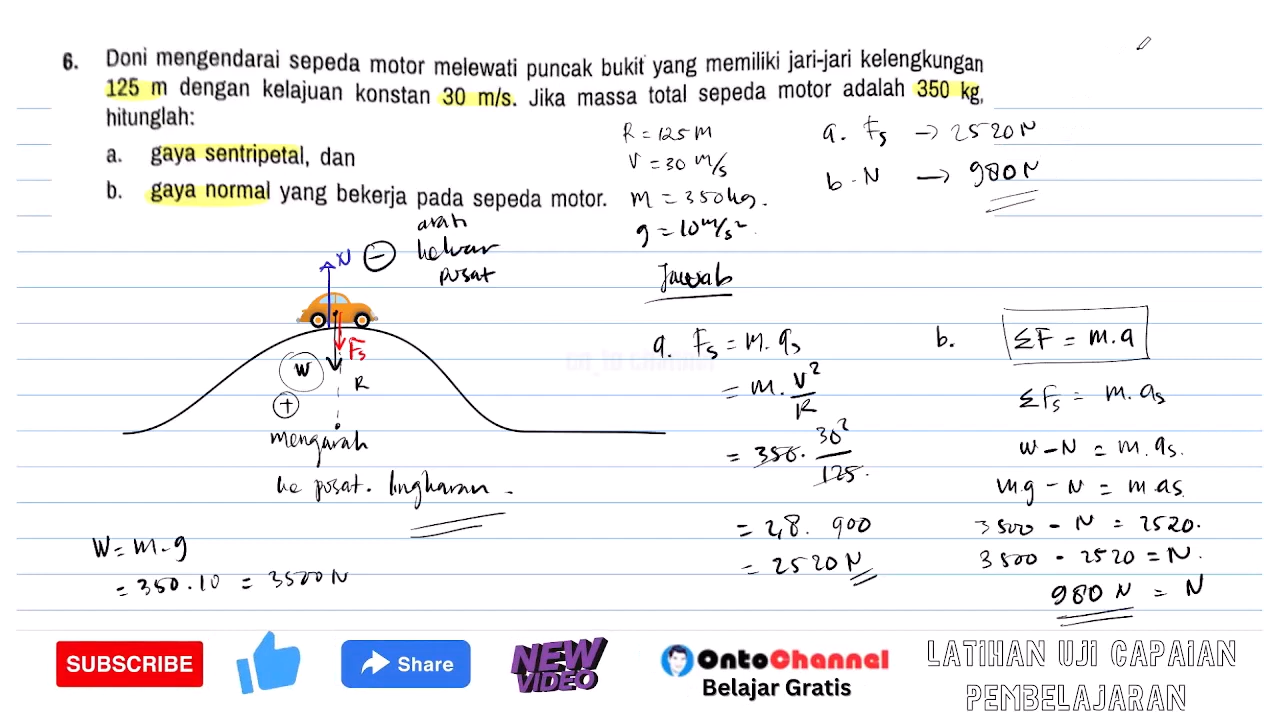 6. Doni mengendarai sepeda motor melewati puncak bukit yang memiliki jari-jari kelengkungan
125 m dengan kelajuan konstan 30 m/s. Jika massa total sepeda motor adalah 350 kg,
hitunglah:
a. gaya sentripetal, dan
b. gaya normal yang bekerja pada sepeda motor.
R = 125 m
V = 30 m/s
m = 350 kg.
g = 10 m/s²
a. Fs → 2520 N
b. N → 980 N
Jawab
N
− arah
keluar
pusat
Fs
W
R
+
mengarah
ke pusat. lingkaran.
W = m.g
= 350.10 = 3500 N
a. Fs = m. as
= m. V²/R
= 350. 30²/125.
= 2,8. 900
= 2520 N
b. ΣF = m.a
ΣFs = m. as
W − N = m. as.
m.g − N = m as.
3500 − N = 2520.
3500 − 2520 = N.
980 N = N
SUBSCRIBE
Share
NEW
VIDEO
OntoChannel
Belajar Gratis
LATIHAN UJI CAPAIAN
PEMBELAJARAN